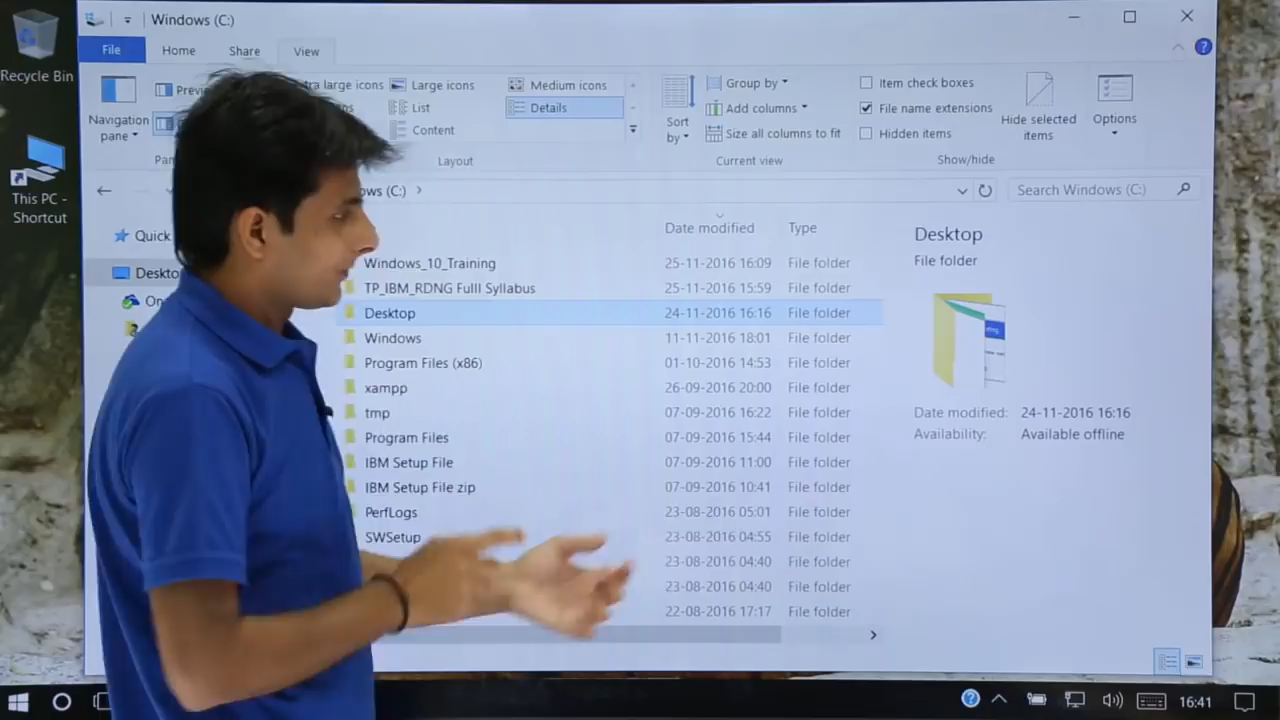 Windows (C:)
File Home Share View
Recycle Bin
This PC - Shortcut
Navigation pane
large icons Large icons Medium icons
List Details
Content
Layout
Sort by
Group by
Add columns
Size all columns to fit
Current view
Item check boxes
File name extensions
Hidden items
Hide selected items
Show/hide
Options
(C:)
Search Windows (C:)
Quick
Date modified Type
Windows_10_Training 25-11-2016 16:09 File folder
TP_IBM_RDNG Fulll Syllabus 25-11-2016 15:59 File folder
Desktop 24-11-2016 16:16 File folder
Windows 11-11-2016 18:01 File folder
Program Files (x86) 01-10-2016 14:53 File folder
xampp 26-09-2016 20:00 File folder
tmp 07-09-2016 16:22 File folder
Program Files 07-09-2016 15:44 File folder
IBM Setup File 07-09-2016 11:00 File folder
IBM Setup File zip 07-09-2016 10:41 File folder
PerfLogs 23-08-2016 05:01 File folder
SWSetup 23-08-2016 04:55 File folder
23-08-2016 04:40 File folder
23-08-2016 04:40 File folder
22-08-2016 17:17 File folder
Desktop
File folder
Date modified: 24-11-2016 16:16
Availability: Available offline
16:41